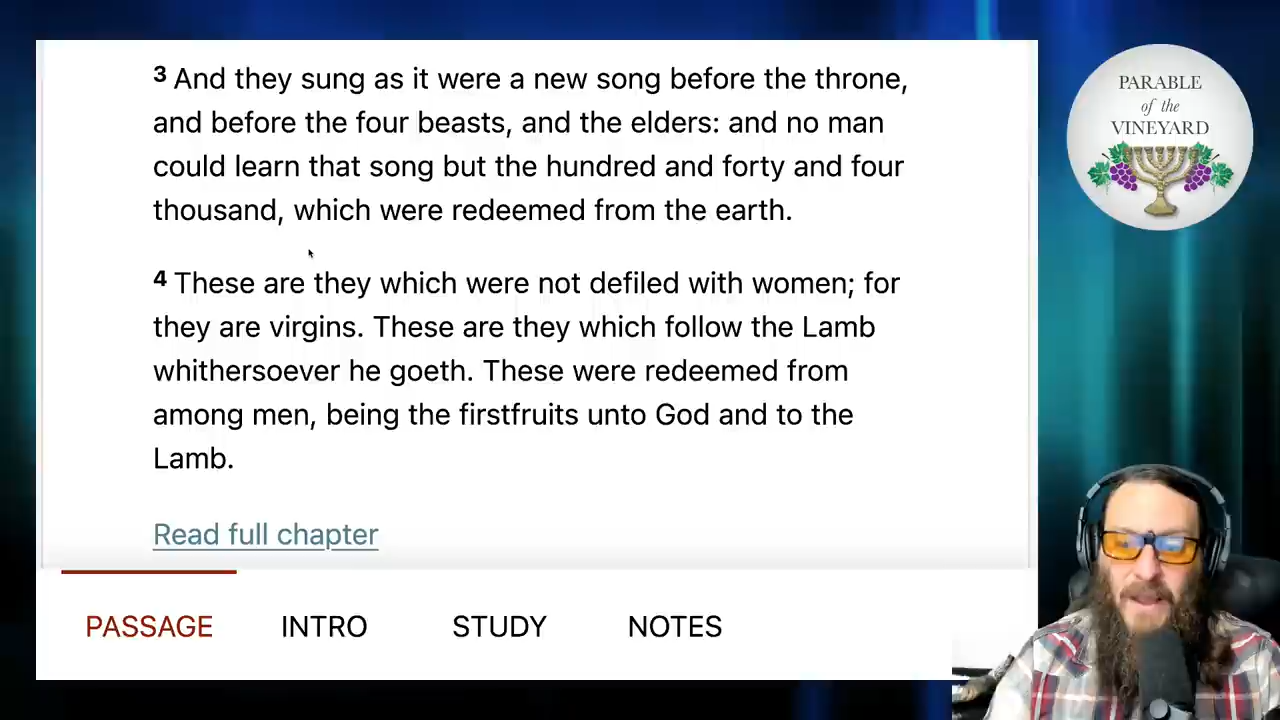 3 And they sung as it were a new song before the throne,
and before the four beasts, and the elders: and no man
could learn that song but the hundred and forty and four
thousand, which were redeemed from the earth.
4 These are they which were not defiled with women; for
they are virgins. These are they which follow the Lamb
whithersoever he goeth. These were redeemed from
among men, being the firstfruits unto God and to the
Lamb.
Read full chapter
PASSAGE INTRO STUDY NOTES
PARABLE
of the
VINEYARD